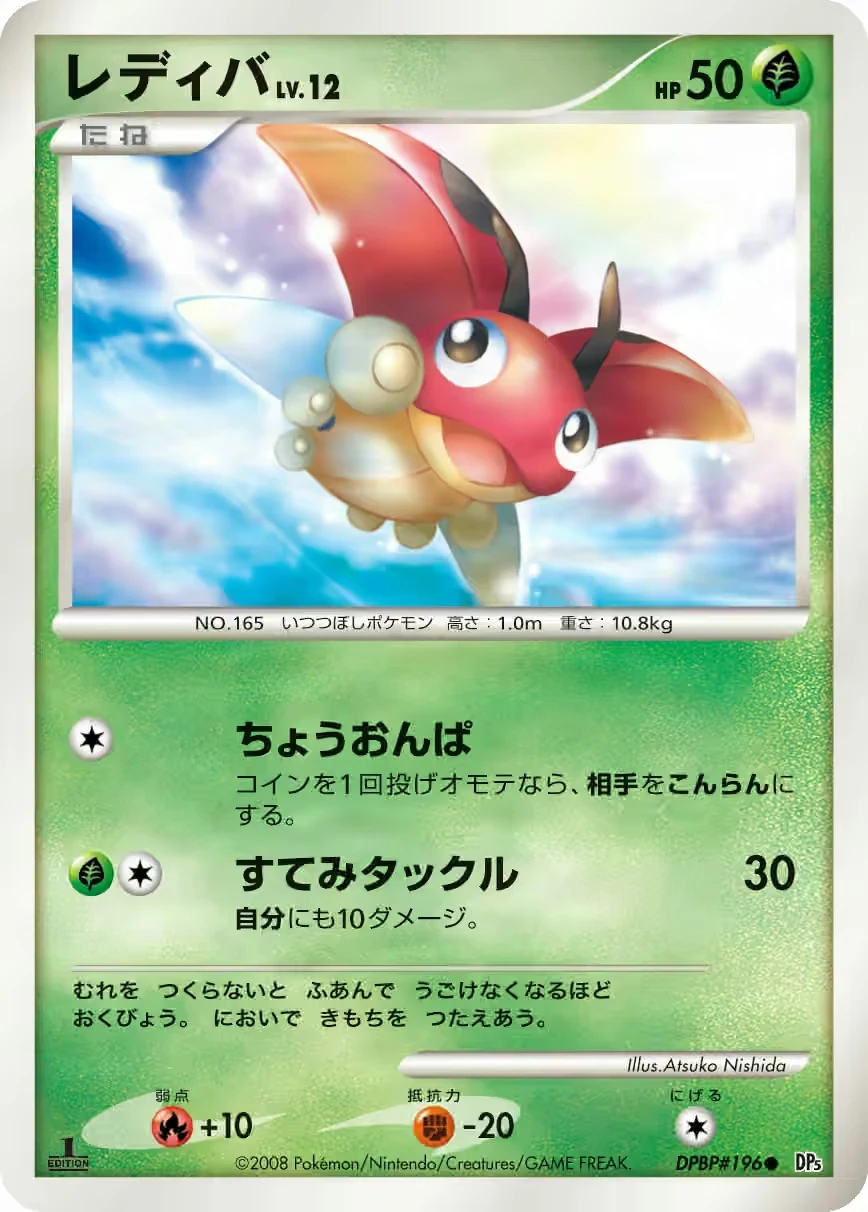 レディバ LV.12 HP 50
たね
NO.165 いつつぼしポケモン 高さ：1.0m 重さ：10.8kg
ちょうおんぱ
コインを1回投げオモテなら、相手をこんらんに
する。
すてみタックル 30
自分にも10ダメージ。
むれを つくらないと ふあんで うごけなくなるほど
おくびょう。 においで きもちを つたえあう。
Illus.Atsuko Nishida
弱点 抵抗力 にげる
+10 -20
1 EDITION
©2008 Pokémon/Nintendo/Creatures/GAME FREAK. DPBP#196● DP5